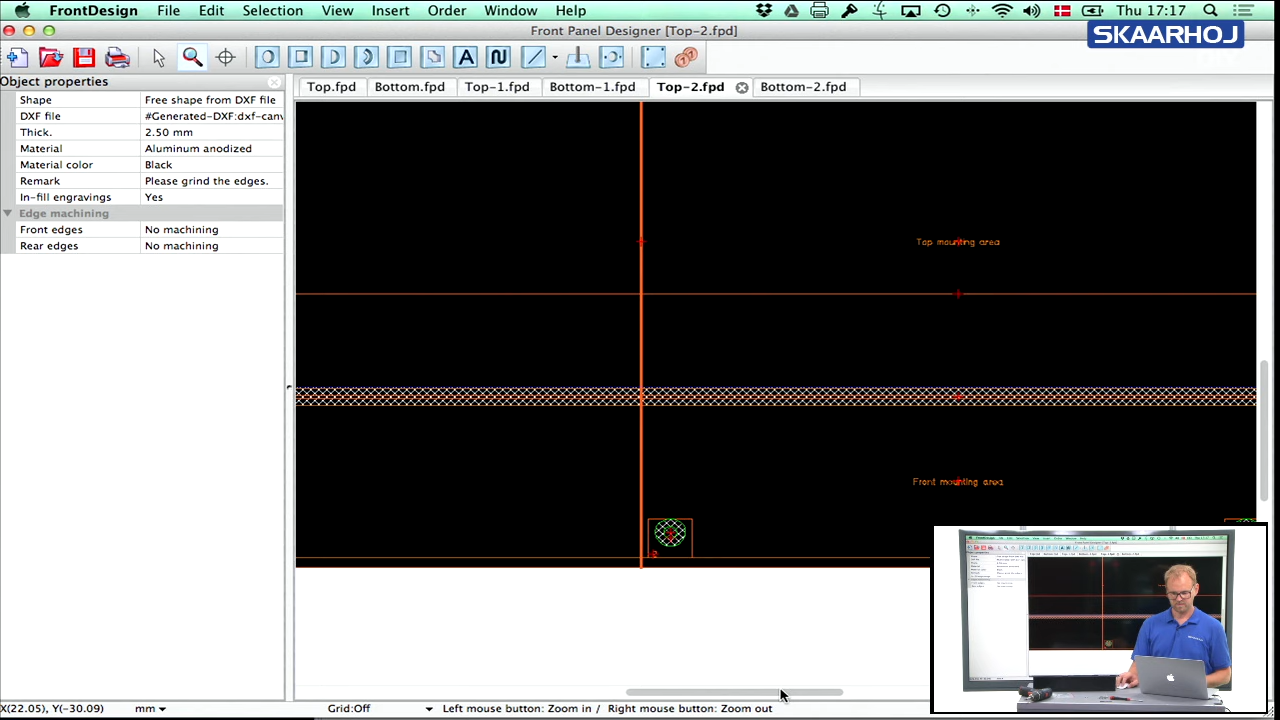 FrontDesign File Edit Selection View Insert Order Window Help Thu 17:17
Front Panel Designer [Top-2.fpd]
SKAARHOJ
Object properties
Top.fpd Bottom.fpd Top-1.fpd Bottom-1.fpd Top-2.fpd Bottom-2.fpd
Shape Free shape from DXF file
DXF file #Generated-DXF:dxf-canv
Thick. 2.50 mm
Material Aluminum anodized
Material color Black
Remark Please grind the edges.
In-fill engravings Yes
Edge machining
Front edges No machining
Rear edges No machining
Top mounting area
Front mounting area
X(22.05), Y(-30.09) mm Grid:Off Left mouse button: Zoom in / Right mouse button: Zoom out